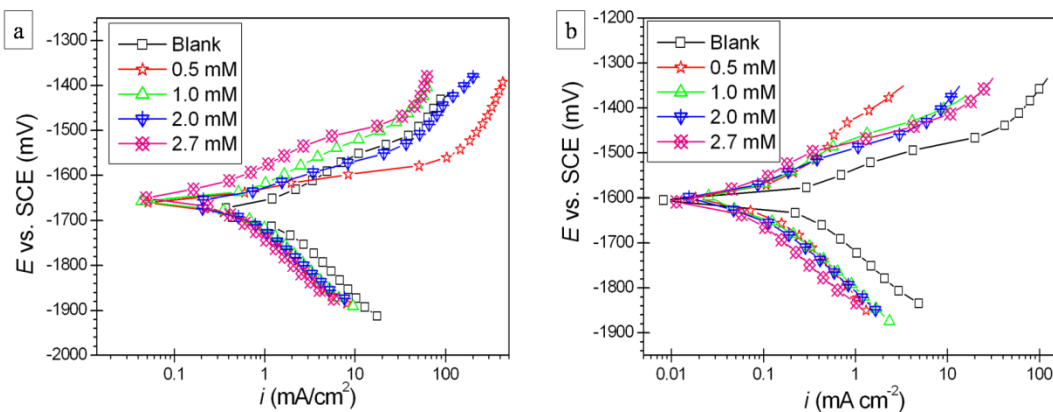 a
-1300
-1400
-1500
-1600
-1700
-1800
-1900
-2000
E vs. SCE (mV)
Blank
0.5 mM
1.0 mM
2.0 mM
2.7 mM
0.1
1
10
100
i (mA/cm²)
b
-1200
-1300
-1400
-1500
-1600
-1700
-1800
-1900
E vs. SCE (mV)
Blank
0.5 mM
1.0 mM
2.0 mM
2.7 mM
0.01
0.1
1
10
100
i (mA cm⁻²)